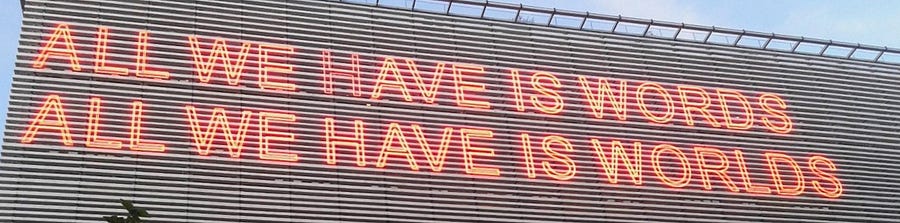 ALL WE HAVE IS WORDS
ALL WE HAVE IS WORLDS